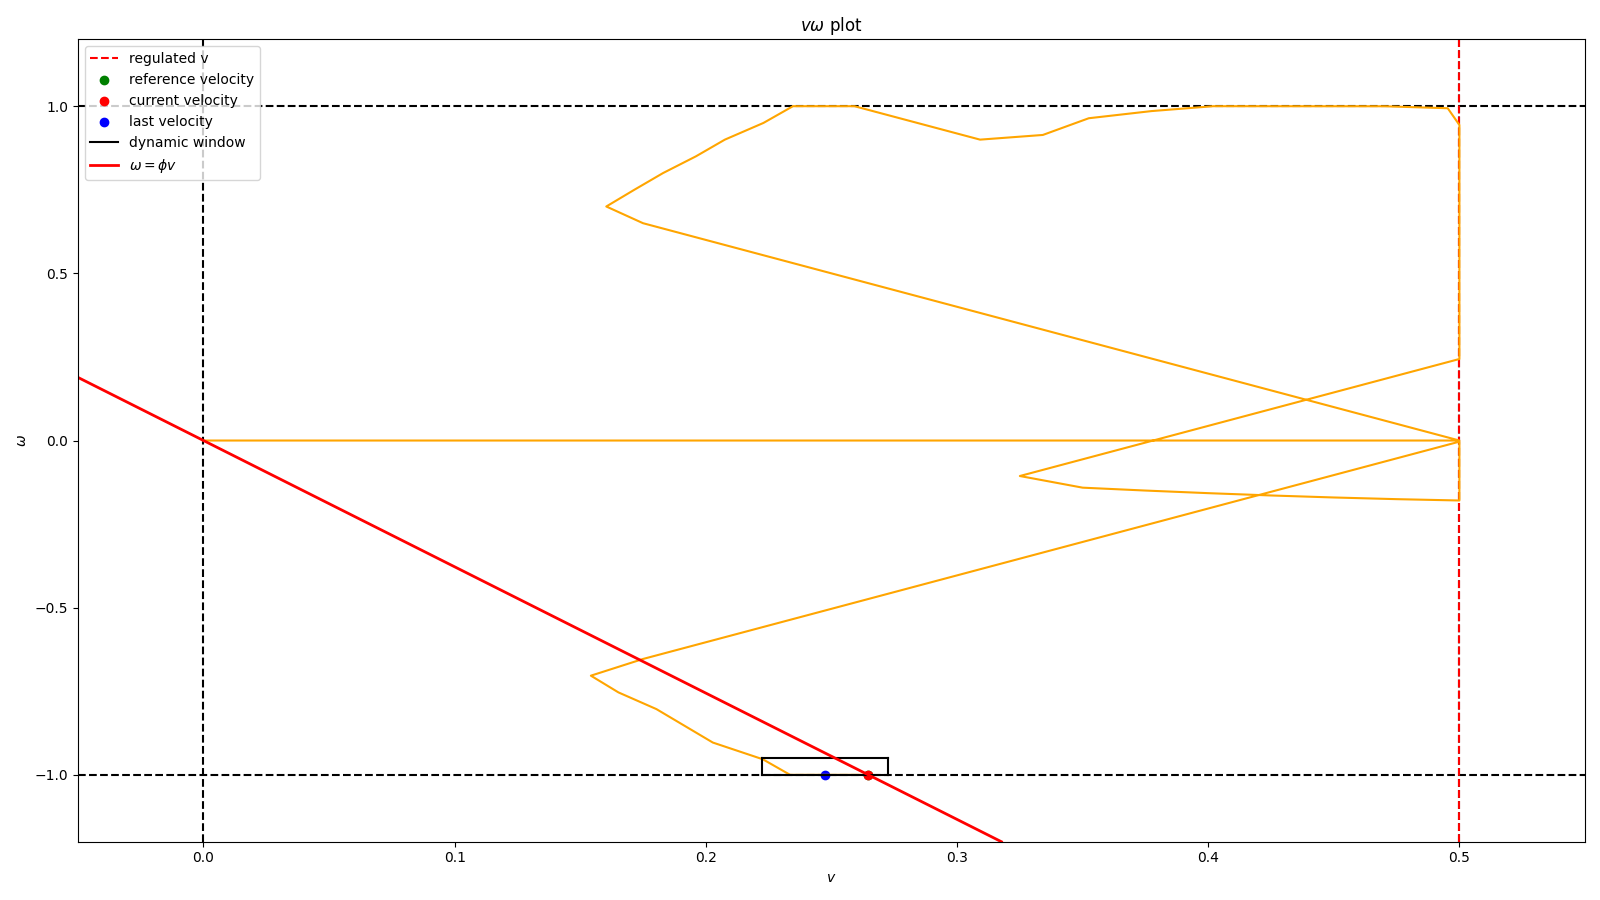 vω plot
regulated v
reference velocity
current velocity
last velocity
dynamic window
ω = ϕv
1.0
0.5
0.0
−0.5
−1.0
ω
0.0 0.1 0.2 0.3 0.4 0.5
v